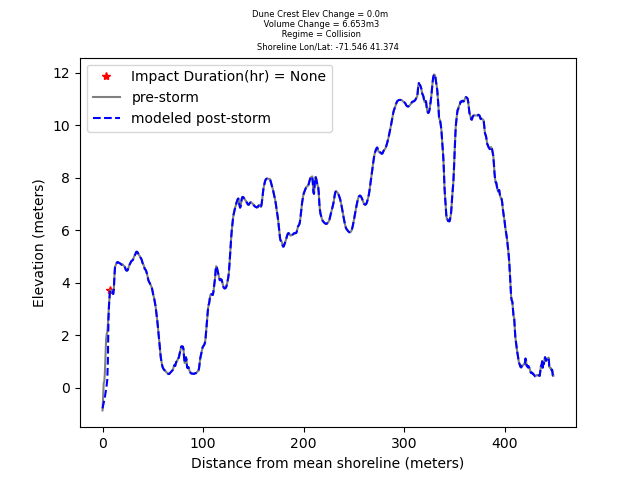 Dune Crest Elev Change = 0.0m
Volume Change = 6.653m3
Regime = Collision
Shoreline Lon/Lat: -71.546 41.374
Impact Duration(hr) = None
pre-storm
modeled post-storm
Elevation (meters)
12
10
8
6
4
2
0
0 100 200 300 400
Distance from mean shoreline (meters)